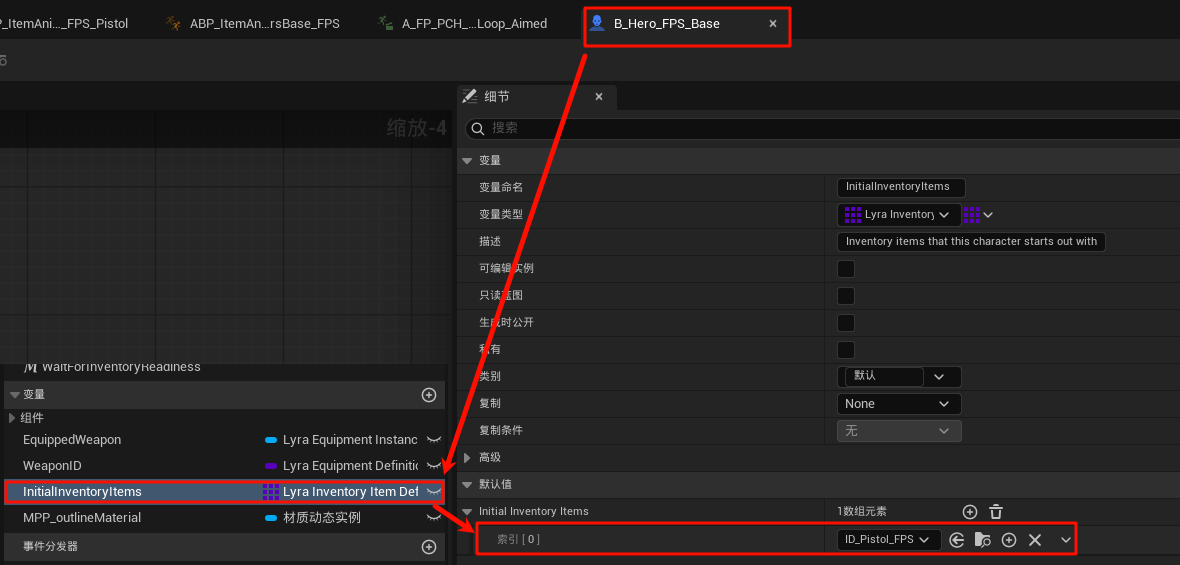 P_ItemAni..._FPS_Pistol
ABP_ItemAn...rsBase_FPS
A_FP_PCH_...Loop_Aimed
B_Hero_FPS_Base
缩放-4
细节
搜索
变量
变量命名
InitialInventoryItems
变量类型
Lyra Inventory
描述
Inventory items that this character starts out with
可编辑实例
只读蓝图
生成时公开
私有
类别
默认
复制
None
复制条件
无
高级
默认值
Initial Inventory Items
1数组元素
索引 [ 0 ]
ID_Pistol_FPS
WaitForInventoryReadiness
变量
组件
EquippedWeapon
Lyra Equipment Instanc
WeaponID
Lyra Equipment Definitic
InitialInventoryItems
Lyra Inventory Item Def
MPP_outlineMaterial
材质动态实例
事件分发器